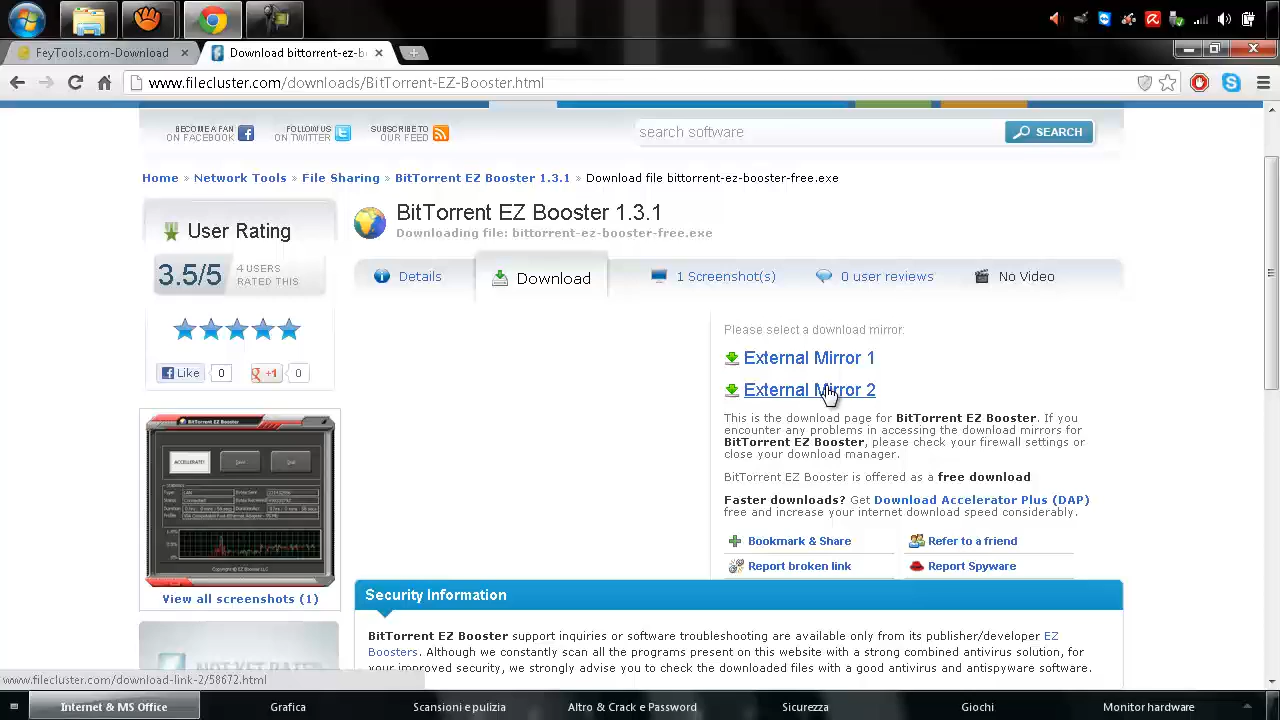 FeyTools.com-Download
Download bittorrent-ez-b
www.filecluster.com/downloads/BitTorrent-EZ-Booster.html
BECOME A FAN
ON FACEBOOK
FOLLOW US
ON TWITTER
SUBSCRIBE TO
OUR FEED
search software
SEARCH
Home » Network Tools » File Sharing » BitTorrent EZ Booster 1.3.1 » Download file bittorrent-ez-booster-free.exe
User Rating
3.5/5
4 USERS
RATED THIS
Like 0
+1 0
BitTorrent EZ Booster 1.3.1
Downloading file: bittorrent-ez-booster-free.exe
Details
Download
1 Screenshot(s)
0 user reviews
No Video
Please select a download mirror:
External Mirror 1
External Mirror 2
This is the download page for BitTorrent EZ Booster. If you
encounter any problems in accessing the download mirrors for
BitTorrent EZ Booster, please check your firewall settings or
close your download manager.
BitTorrent EZ Booster is offered as a free download
Faster downloads? Get Download Accelerator Plus (DAP)
free and increase your internet download speed considerably.
Bookmark & Share
Refer to a friend
Report broken link
Report Spyware
BitTorrent EZ Booster
ACCELERATE!
View all screenshots (1)
Security Information
BitTorrent EZ Booster support inquiries or software troubleshooting are available only from its publisher/developer EZ
Boosters. Although we constantly scan all the programs present on this website with a strong combined antivirus solution, for
your improved security, we strongly advise you to check the downloaded files with a good antivirus and antispyware software.
NOT YET RATED
www.filecluster.com/download-link-2/58672.html
Internet & MS Office
Grafica
Scansioni e pulizia
Altro & Crack e Password
Sicurezza
Giochi
Monitor hardware